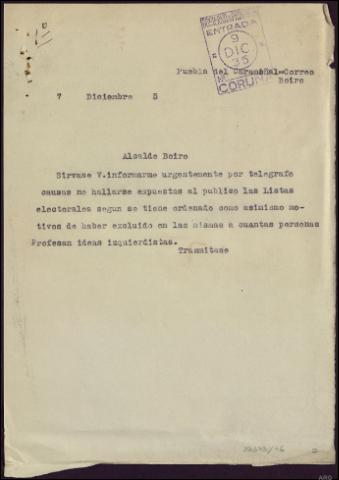 ENTRADA
9
DIC
35
CORUÑA
Puebla del Caramiñal=Correo
Boiro
7 Diciembre 5
Alcalde Boiro
Sirvase V.informarme urgentemente por telegrafo
causas no hallarse expuestas al publico las Listas
electorales segun se tiene ordenado como asimismo mo-
tivos de haber excluido en las mismas a cuantas personas
Profesan ideas izquierdistas.
Trasmitase